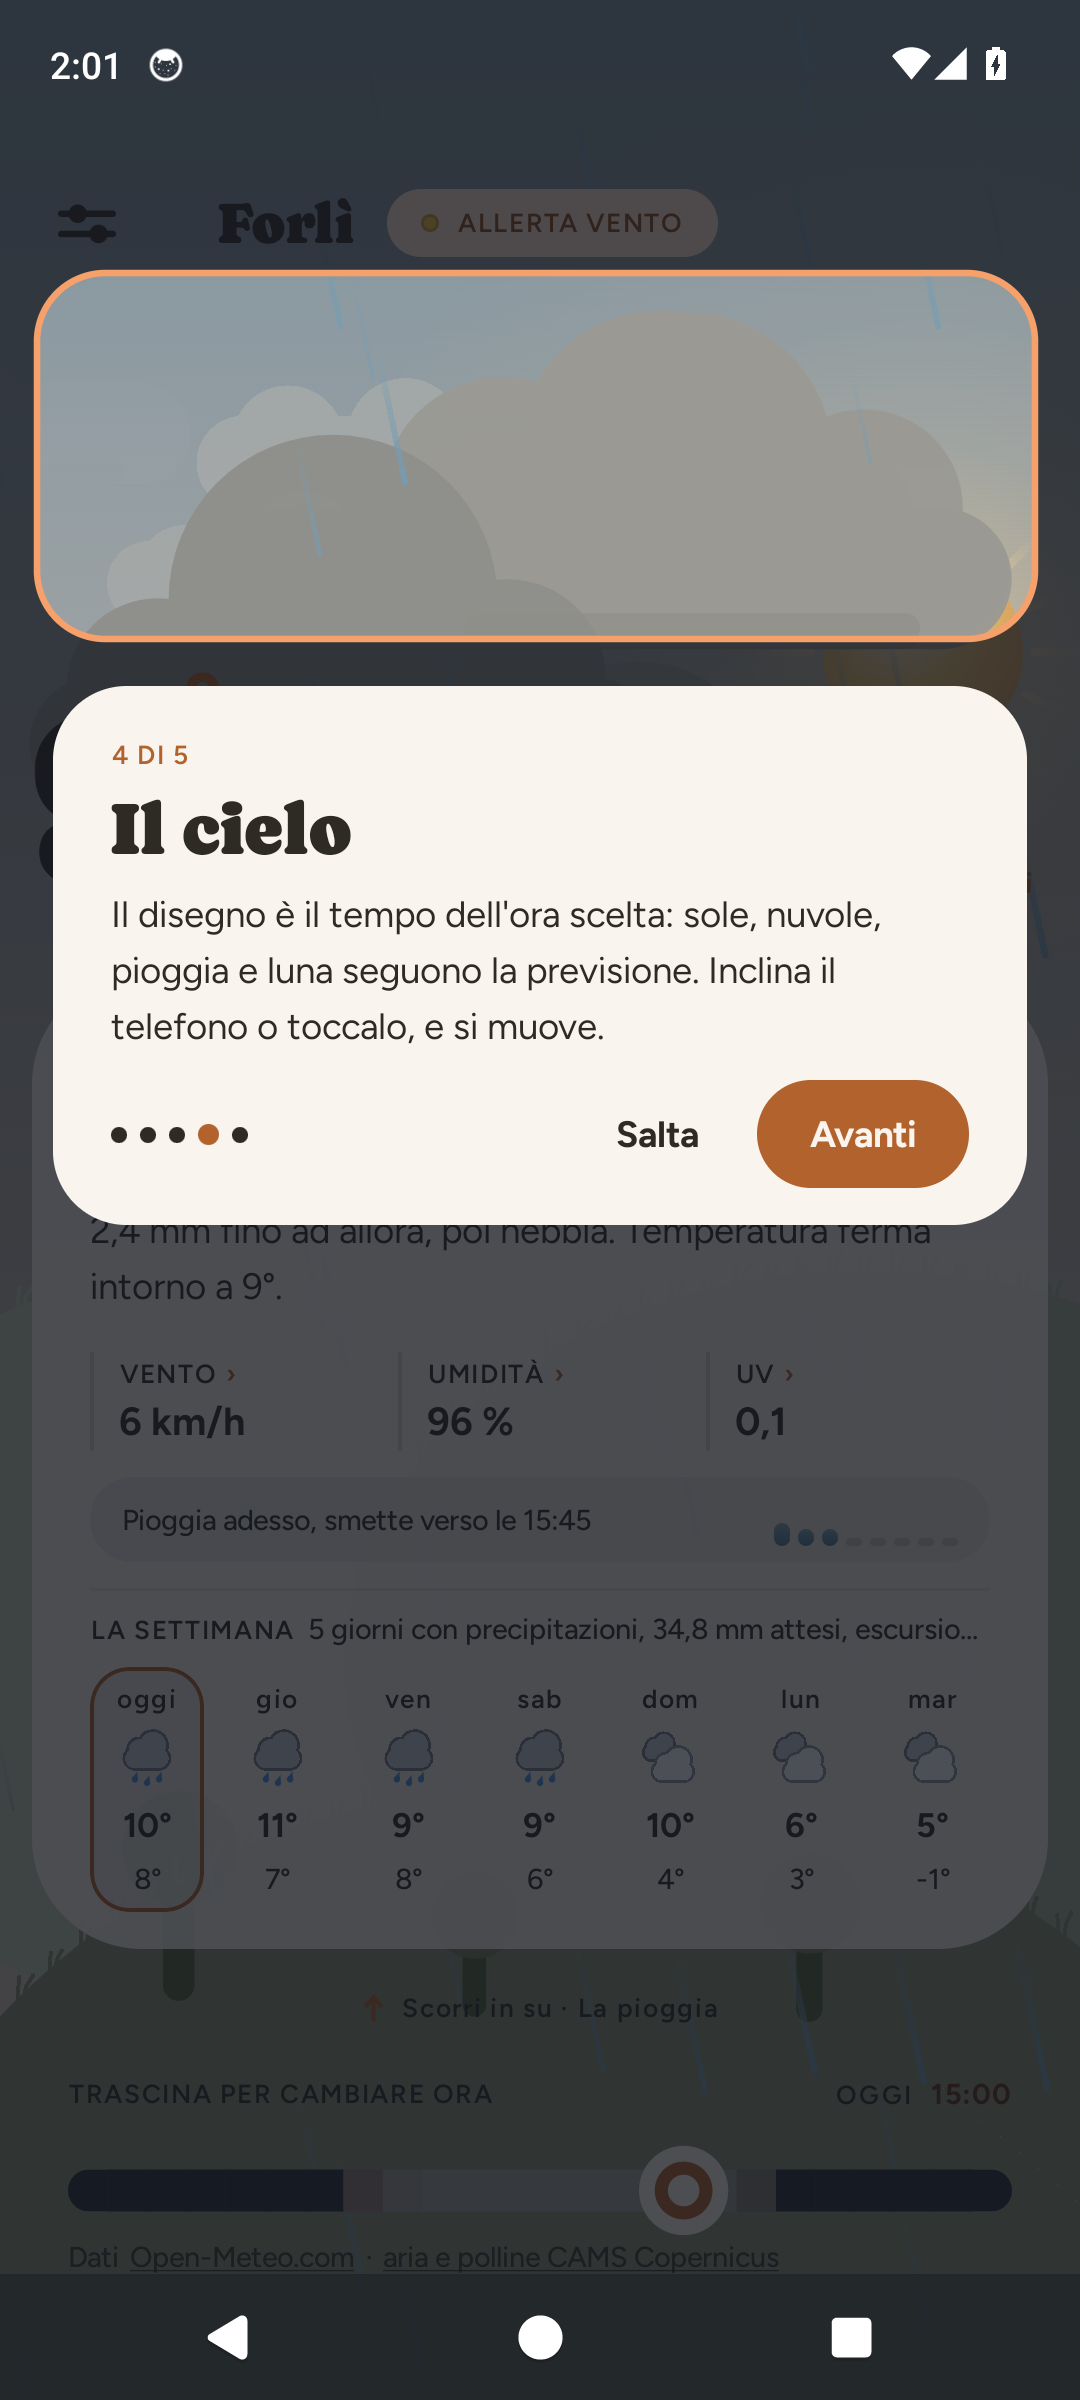 2:01
Forlì
ALLERTA VENTO
4 DI 5
Il cielo
Il disegno è il tempo dell'ora scelta: sole, nuvole,
pioggia e luna seguono la previsione. Inclina il
telefono o toccalo, e si muove.
Salta
Avanti
2,4 mm fino ad allora, poi nebbia. Temperatura ferma
intorno a 9°.
VENTO ›
UMIDITÀ ›
UV ›
6 km/h
96 %
0,1
Pioggia adesso, smette verso le 15:45
LA SETTIMANA 5 giorni con precipitazioni, 34,8 mm attesi, escursio...
oggi gio ven sab dom lun mar
10° 11° 9° 9° 10° 6° 5°
8° 7° 8° 6° 4° 3° -1°
Scorri in su · La pioggia
TRASCINA PER CAMBIARE ORA
OGGI 15:00
Dati Open-Meteo.com · aria e polline CAMS Copernicus